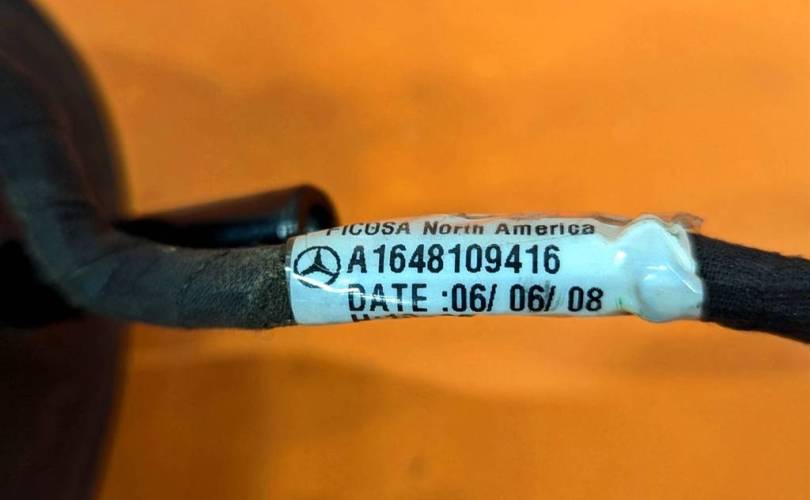 FICOSA North America
A1648109416
DATE :06/ 06/ 08